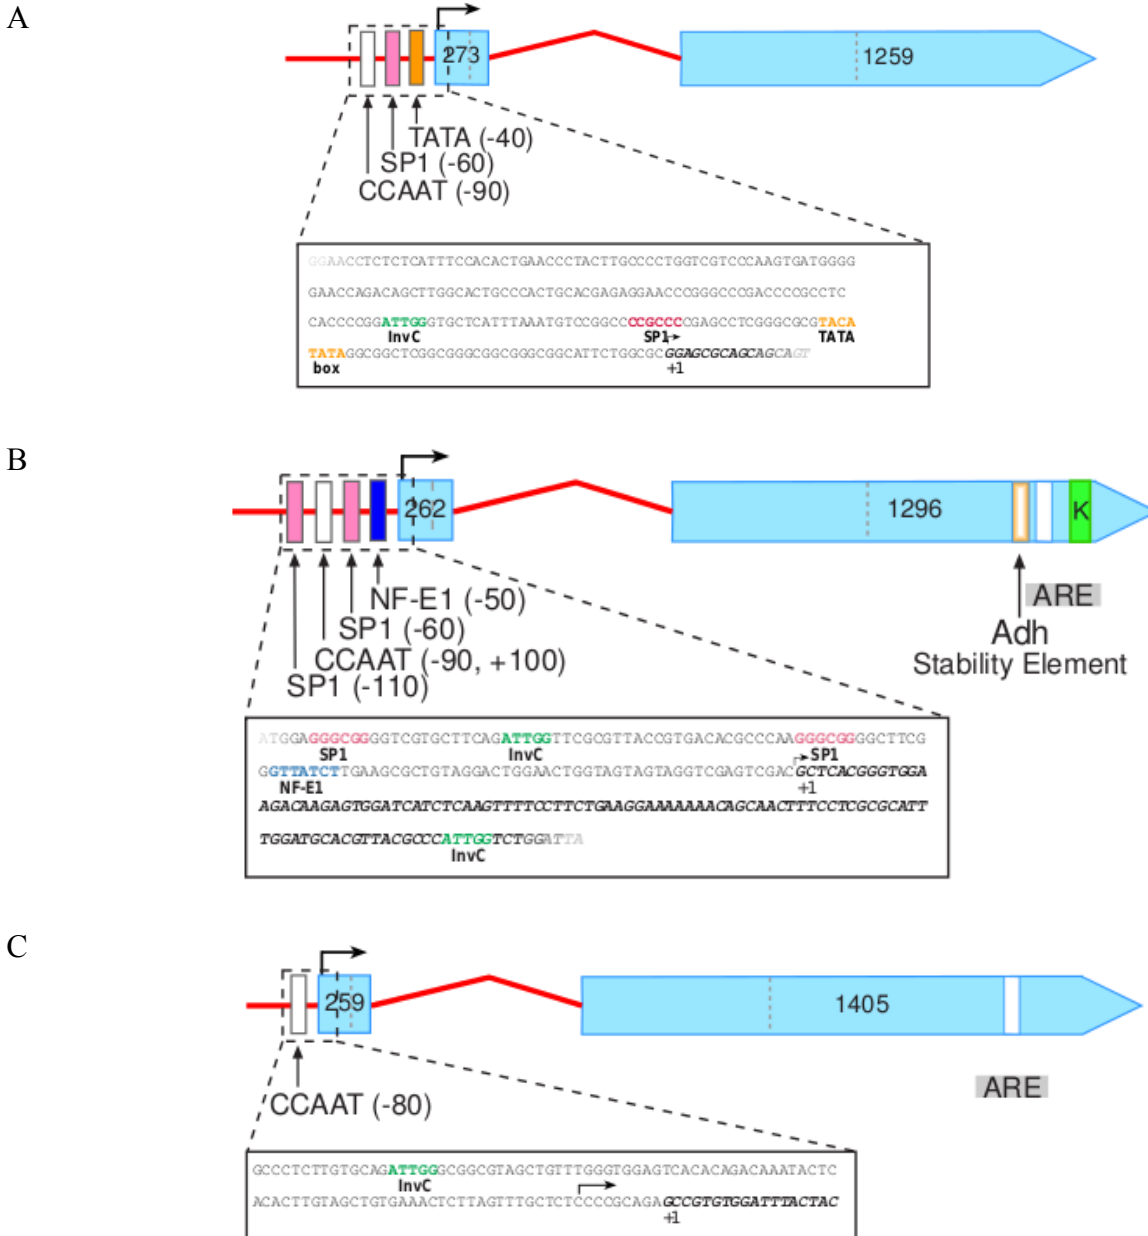 A
273
1259
TATA (-40)
SP1 (-60)
CCAAT (-90)
GGAACCTCTCTCATTTCCACACTGAACCCTACTTGCCCCTGGTCGTCCCAAGTGATGGGG
GAACCAGACAGCTTGGCACTGCCCACTGCACGAGAGGAACCCGGGCCCGACCCCGCCTC
CACCCCGGATTGGGTGCTCATTTAAATGTCCGGCCCCGCCCCGAGCCTCGGGCGCGTACA
InvC SP1 TATA
TATAGGCGGCTCGGCGGGCGGCGGGCGGCATTCTGGCGCGGAGCGCAGCAGCAGT
box +1
B
262
1296
K
NF-E1 (-50)
ARE
SP1 (-60)
Adh
CCAAT (-90, +100)
Stability Element
SP1 (-110)
ATGGAGGGCGGGGTCGTGCTTCAGATTGGTTCGCGTTACCGTGACACGCCCAAGGGCGGGGCTTCG
SP1 InvC SP1
GGTTATCTTGAAGCGCTGTAGGACTGGAACTGGTAGTAGTAGGTCGAGTCGACGCTCACGGGTGGA
NF-E1 +1
AGACAAGAGTGGATCATCTCAAGTTTTCCTTCTGAAGGAAAAAAACAGCAACTTTCCTCGCGCATT
TGGATGCACGTTACGCCCATTGGTCTGGATTA
InvC
C
259
1405
ARE
CCAAT (-80)
GCCCTCTTGTGCAGATTGGGCGGCGTAGCTGTTTGGGTGGAGTCACACAGACAAATACTC
InvC
ACACTTGTAGCTGTGAAACTCTTAGTTTGCTCTCCCCGCAGAGCCGTGTGGATTTACTAC
+1